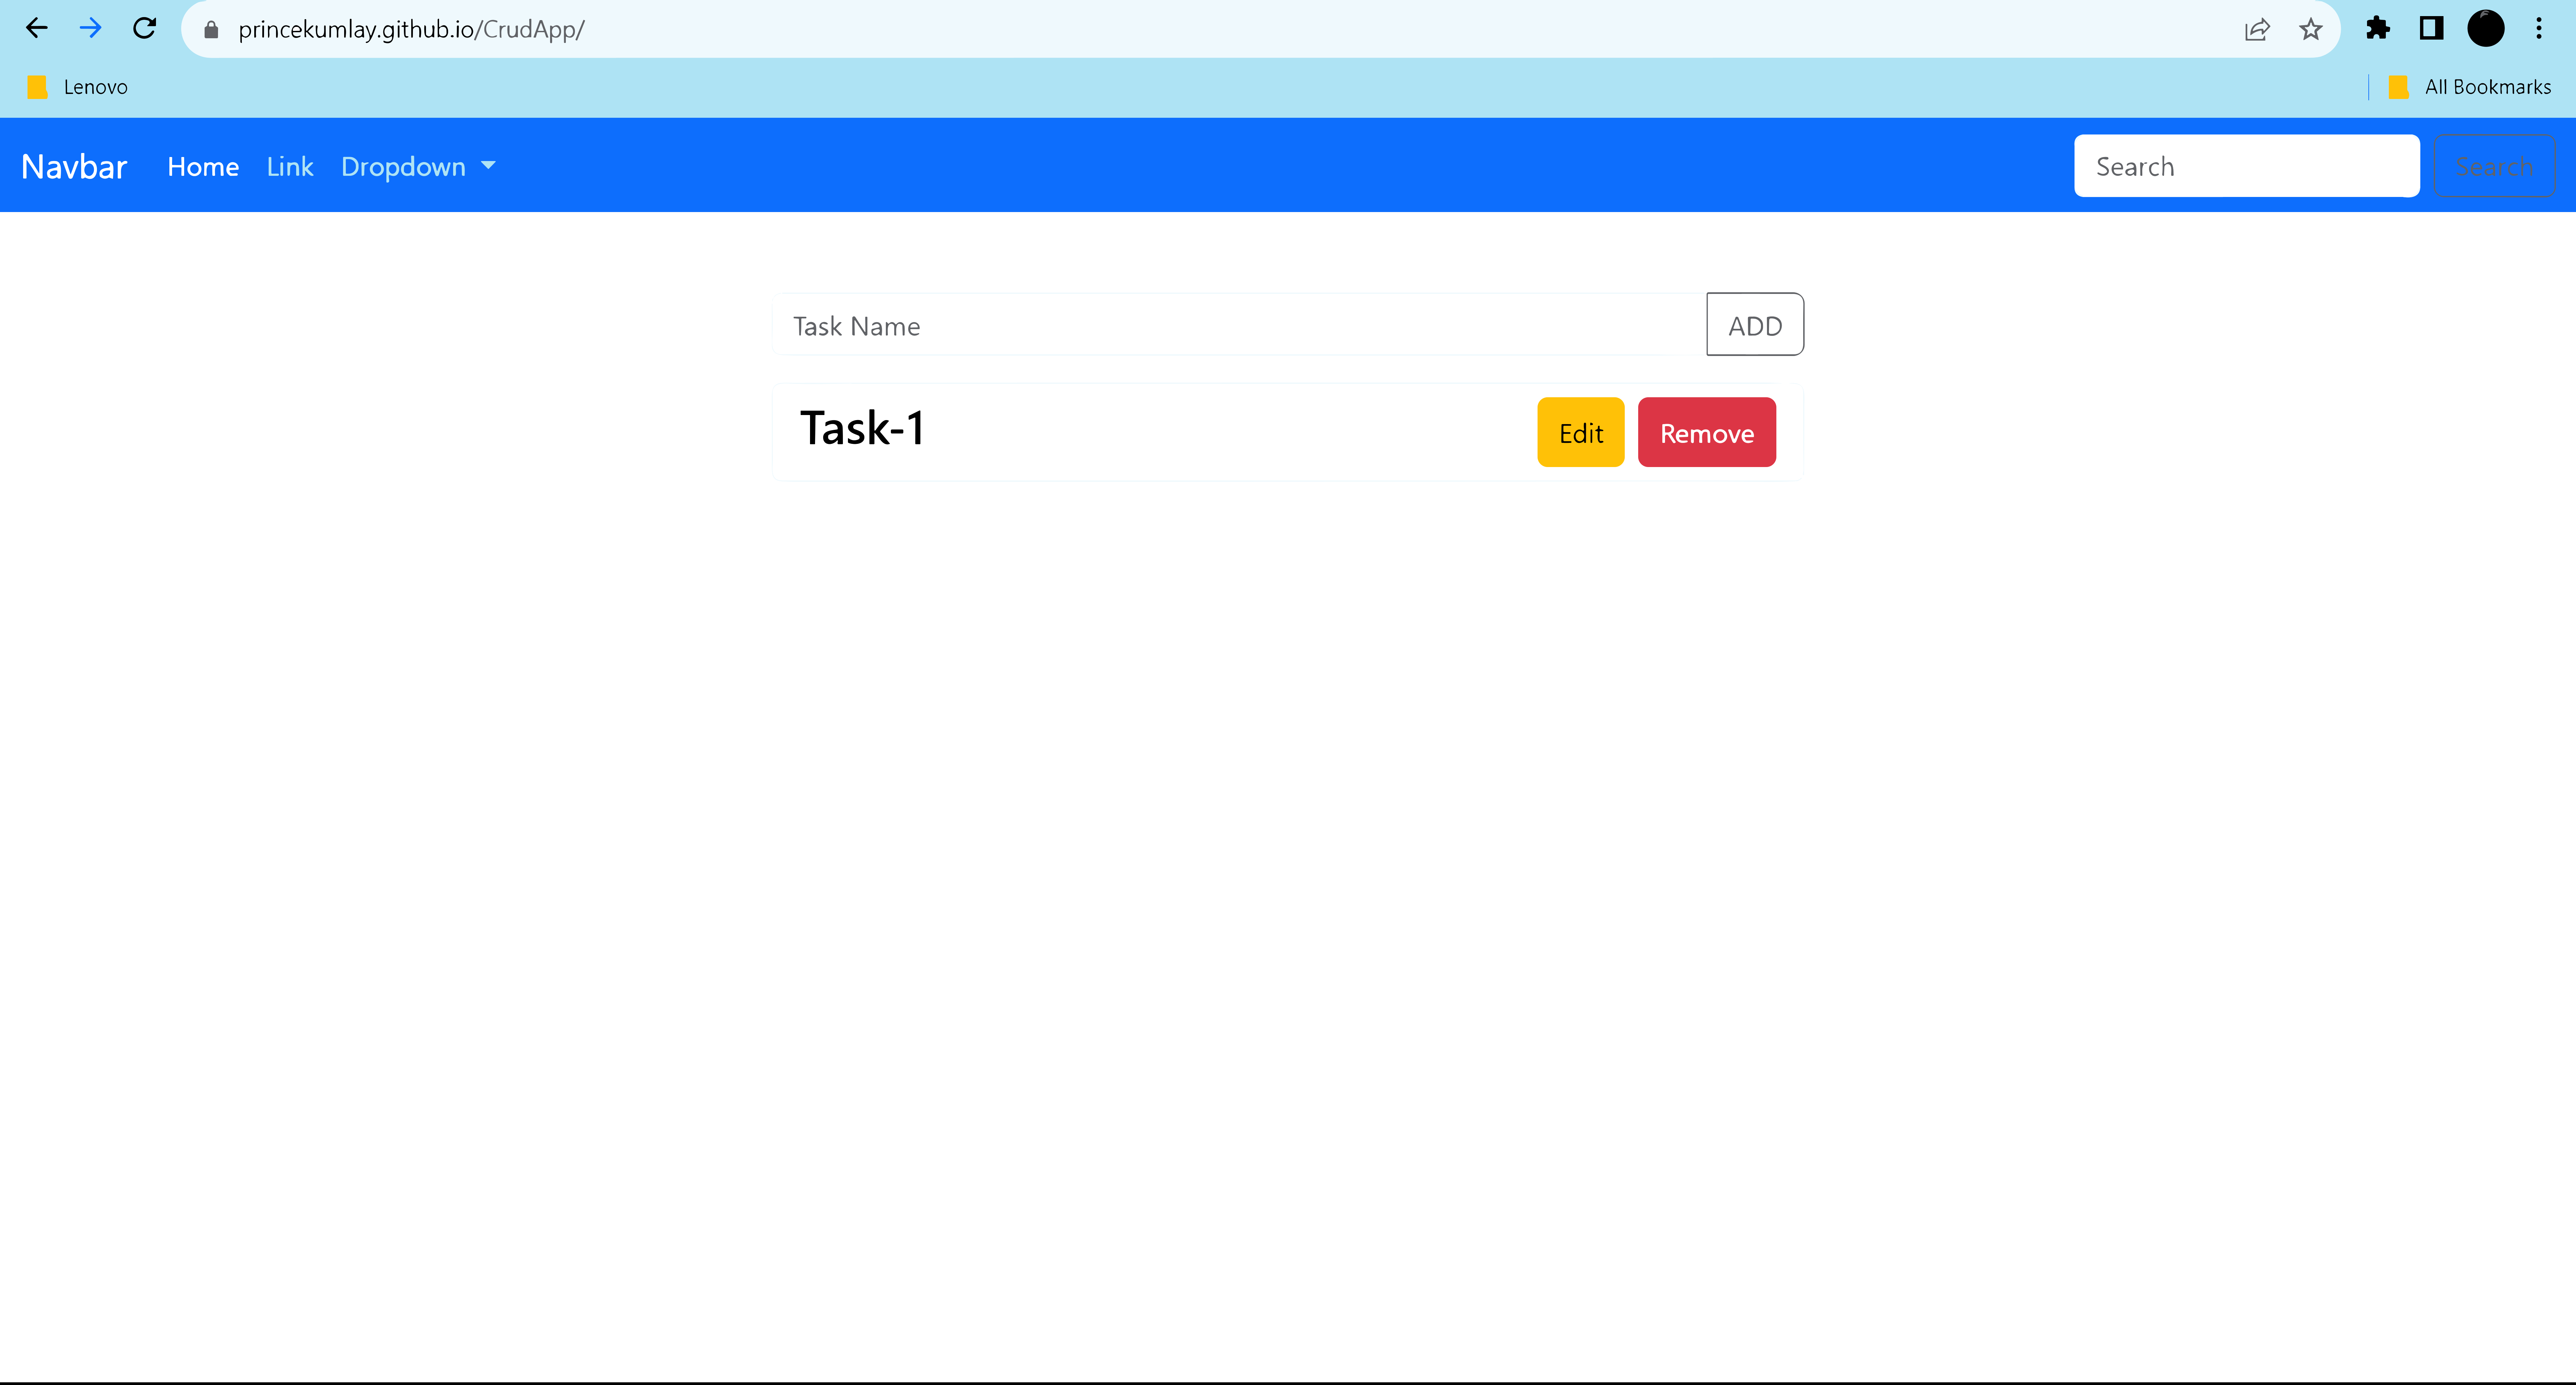 princekumlay.github.io/CrudApp/
Lenovo
All Bookmarks
Navbar Home Link Dropdown Search Search
Task Name ADD
Task-1 Edit Remove